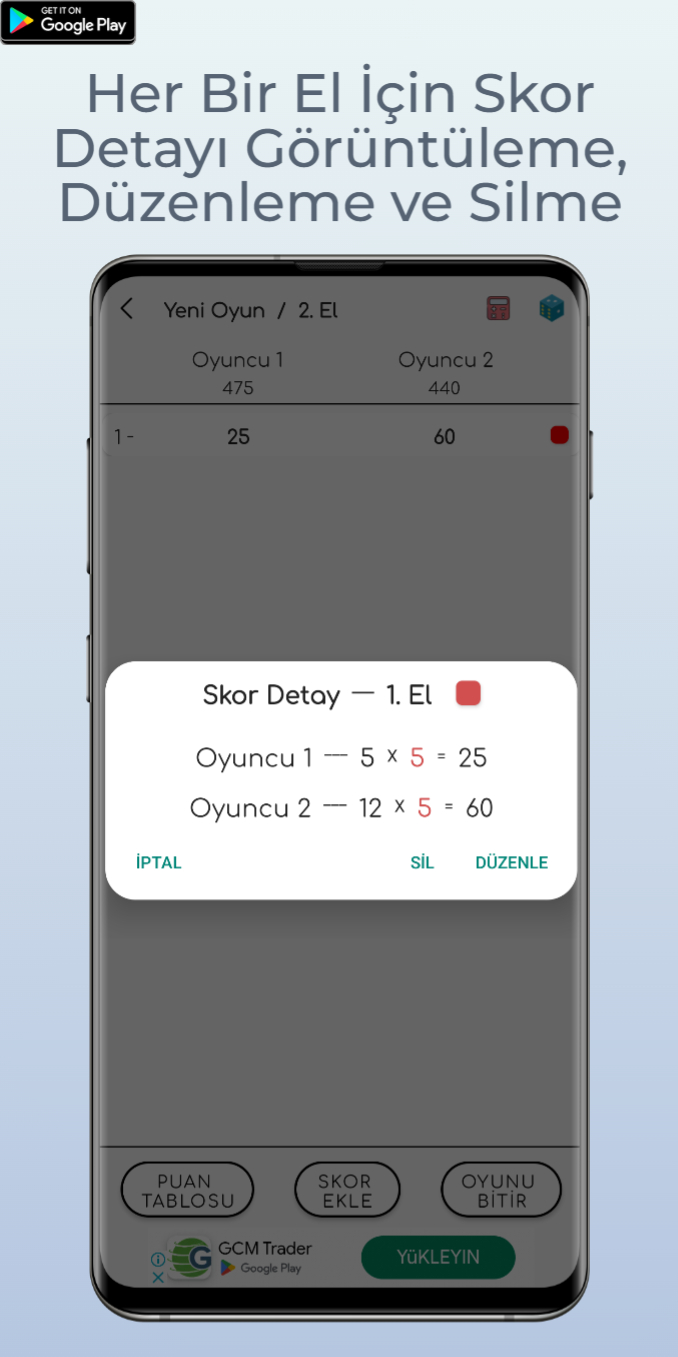 GET IT ON
Google Play
Her Bir El İçin Skor
Detayı Görüntüleme,
Düzenleme ve Silme
Yeni Oyun / 2. El
Oyuncu 1 Oyuncu 2
475 440
1 - 25 60
Skor Detay — 1. El
Oyuncu 1 — 5 x 5 = 25
Oyuncu 2 — 12 x 5 = 60
İPTAL SİL DÜZENLE
PUAN TABLOSU SKOR EKLE OYUNU BİTİR
GCM Trader
Google Play
YüKLEYIN